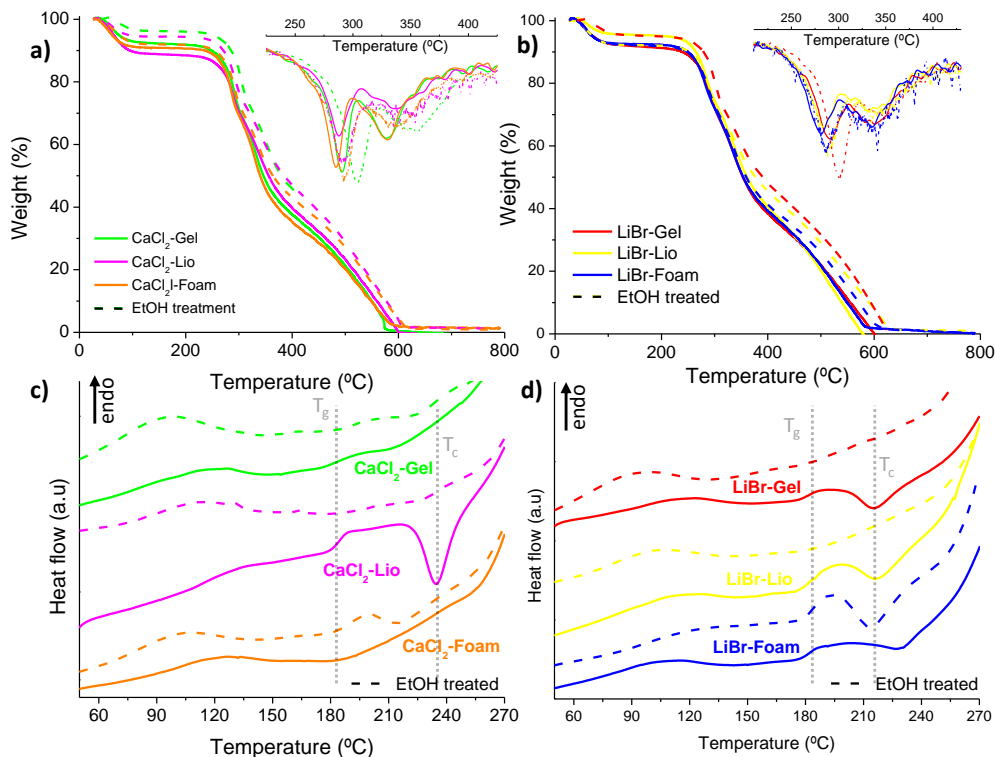 250 300 350 400
Temperature (ºC)
a)
100
80
60
40
20
0
Weight (%)
CaCl2-Gel
CaCl2-Lio
CaCl2l-Foam
EtOH treatment
0 200 400 600 800
Temperature (ºC)
250 300 350 400
Temperature (ºC)
b)
100
80
60
40
20
0
Weight (%)
LiBr-Gel
LiBr-Lio
LiBr-Foam
EtOH treated
0 200 400 600 800
Temperature (ºC)
c)
endo
Tg
Tc
CaCl2-Gel
CaCl2-Lio
CaCl2-Foam
EtOH treated
Heat flow (a.u)
60 90 120 150 180 210 240 270
Temperature (ºC)
d)
endo
Tg
Tc
LiBr-Gel
LiBr-Lio
LiBr-Foam
EtOH treated
Heat flow (a.u)
60 90 120 150 180 210 240 270
Temperature (ºC)